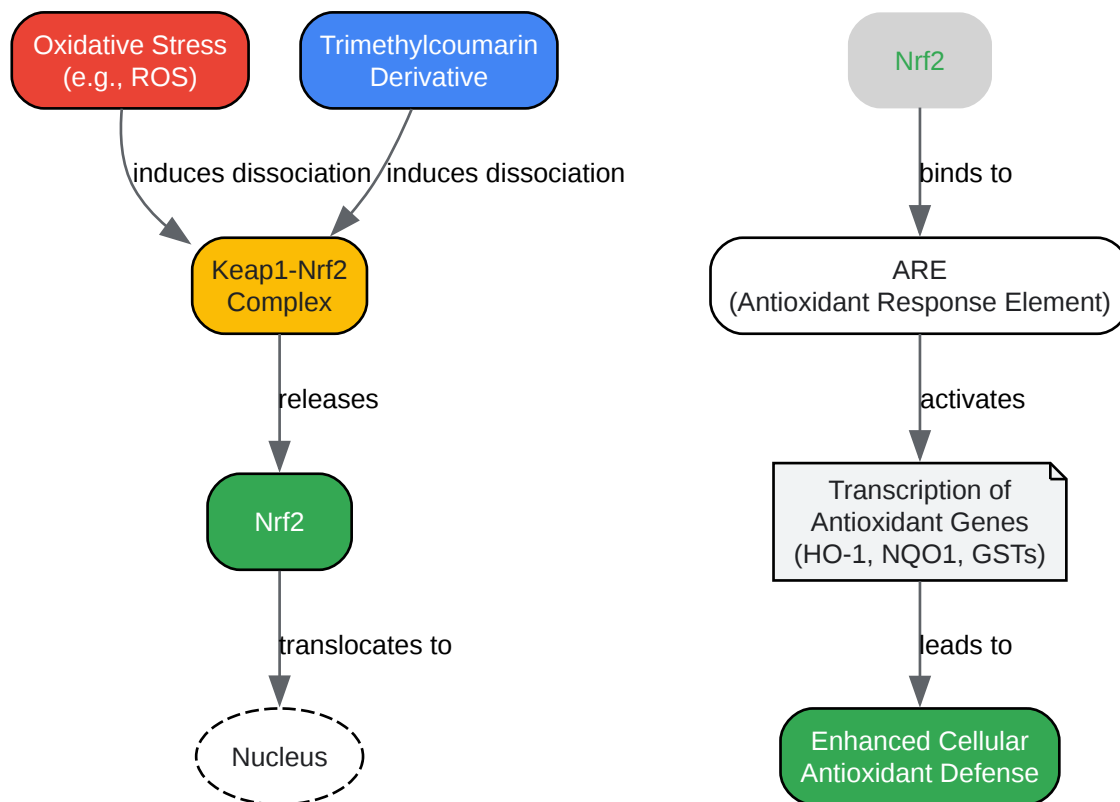 Oxidative Stress
(e.g., ROS)
Trimethylcoumarin
Derivative
induces dissociation
induces dissociation
Keap1-Nrf2
Complex
releases
Nrf2
translocates to
Nucleus
Nrf2
binds to
ARE
(Antioxidant Response Element)
activates
Transcription of
Antioxidant Genes
(HO-1, NQO1, GSTs)
leads to
Enhanced Cellular
Antioxidant Defense